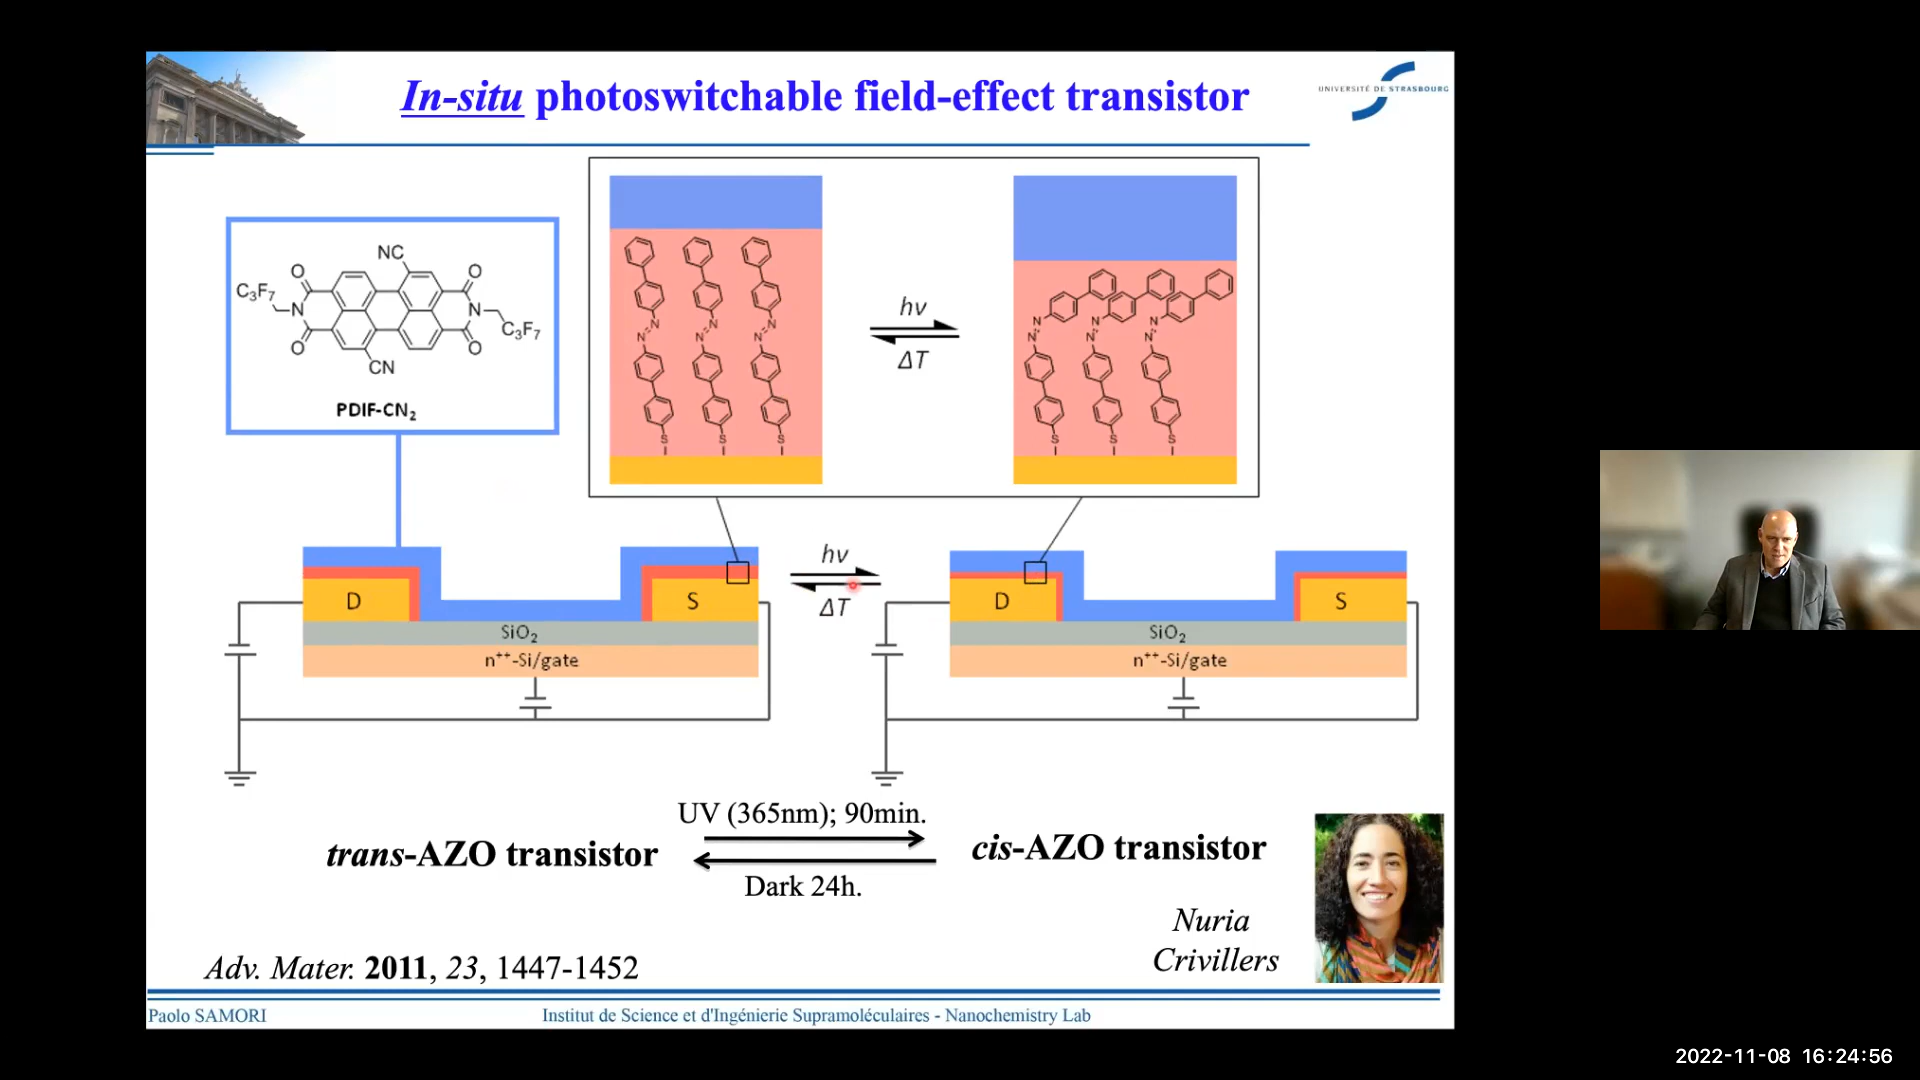 In-situ photoswitchable field-effect transistor
UNIVERSITÉ DE STRASBOURG
NC
O
O
C3F7
N
N
C3F7
O
O
CN
PDIF-CN2
N
N
N
N
N
N
S
S
S
hν
ΔT
N
N
N
N
N
N
S
S
S
D
S
SiO2
n++-Si/gate
hν
ΔT
D
S
SiO2
n++-Si/gate
UV (365nm); 90min.
trans-AZO transistor
cis-AZO transistor
Dark 24h.
Nuria
Crivillers
Adv. Mater. 2011, 23, 1447-1452
Paolo SAMORI
Institut de Science et d'Ingénierie Supramoléculaires - Nanochemistry Lab
2022-11-08 16:24:56